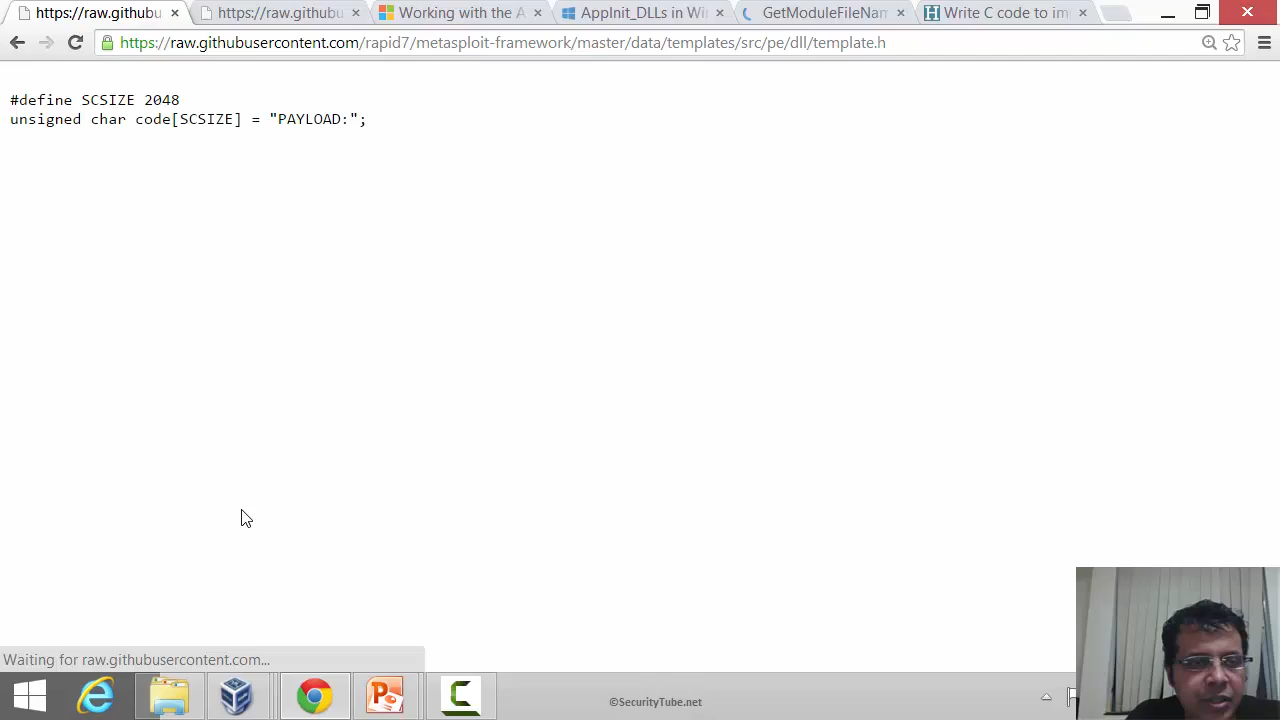 https://raw.githubu
https://raw.githubu
Working with the A
AppInit_DLLs in Win
GetModuleFileNam
Write C code to im
https://raw.githubusercontent.com/rapid7/metasploit-framework/master/data/templates/src/pe/dll/template.h
#define SCSIZE 2048
unsigned char code[SCSIZE] = "PAYLOAD:";
Waiting for raw.githubusercontent.com...
©SecurityTube.net